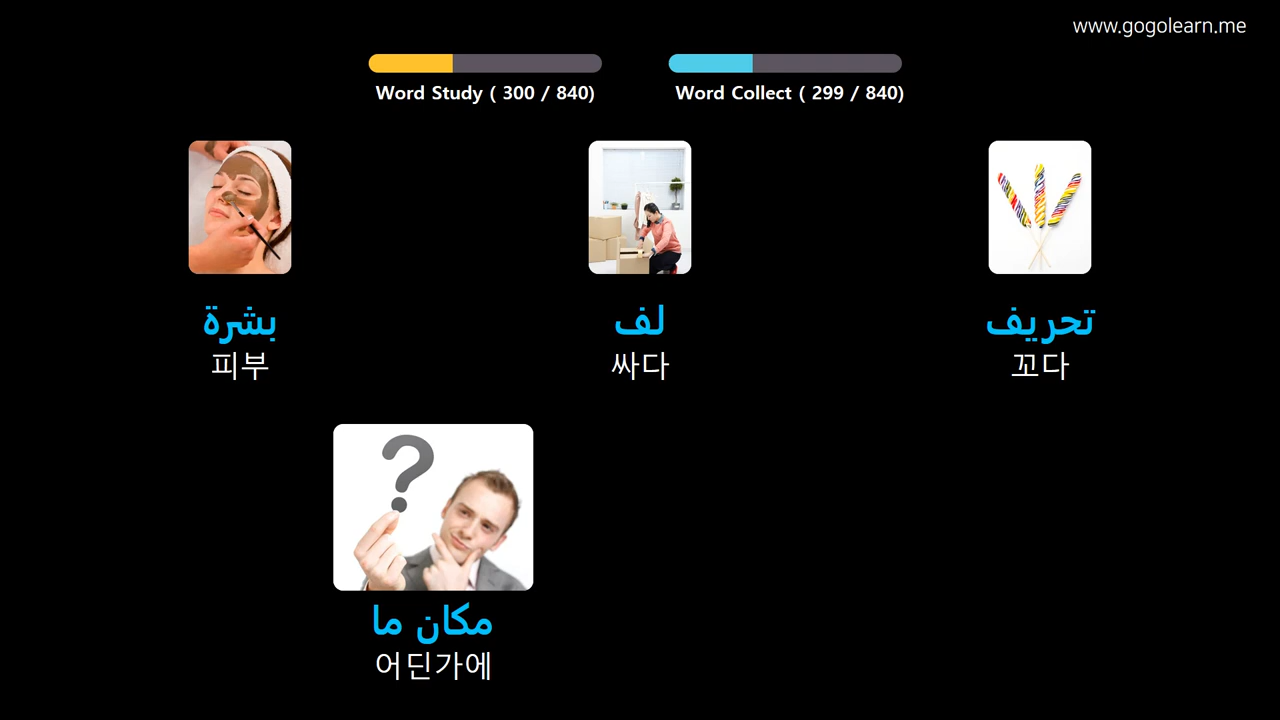 www.gogolearn.me
Word Study ( 300 / 840)
Word Collect ( 299 / 840)
بشرة
피부
لف
싸다
تحريف
꼬다
مكان ما
어딘가에